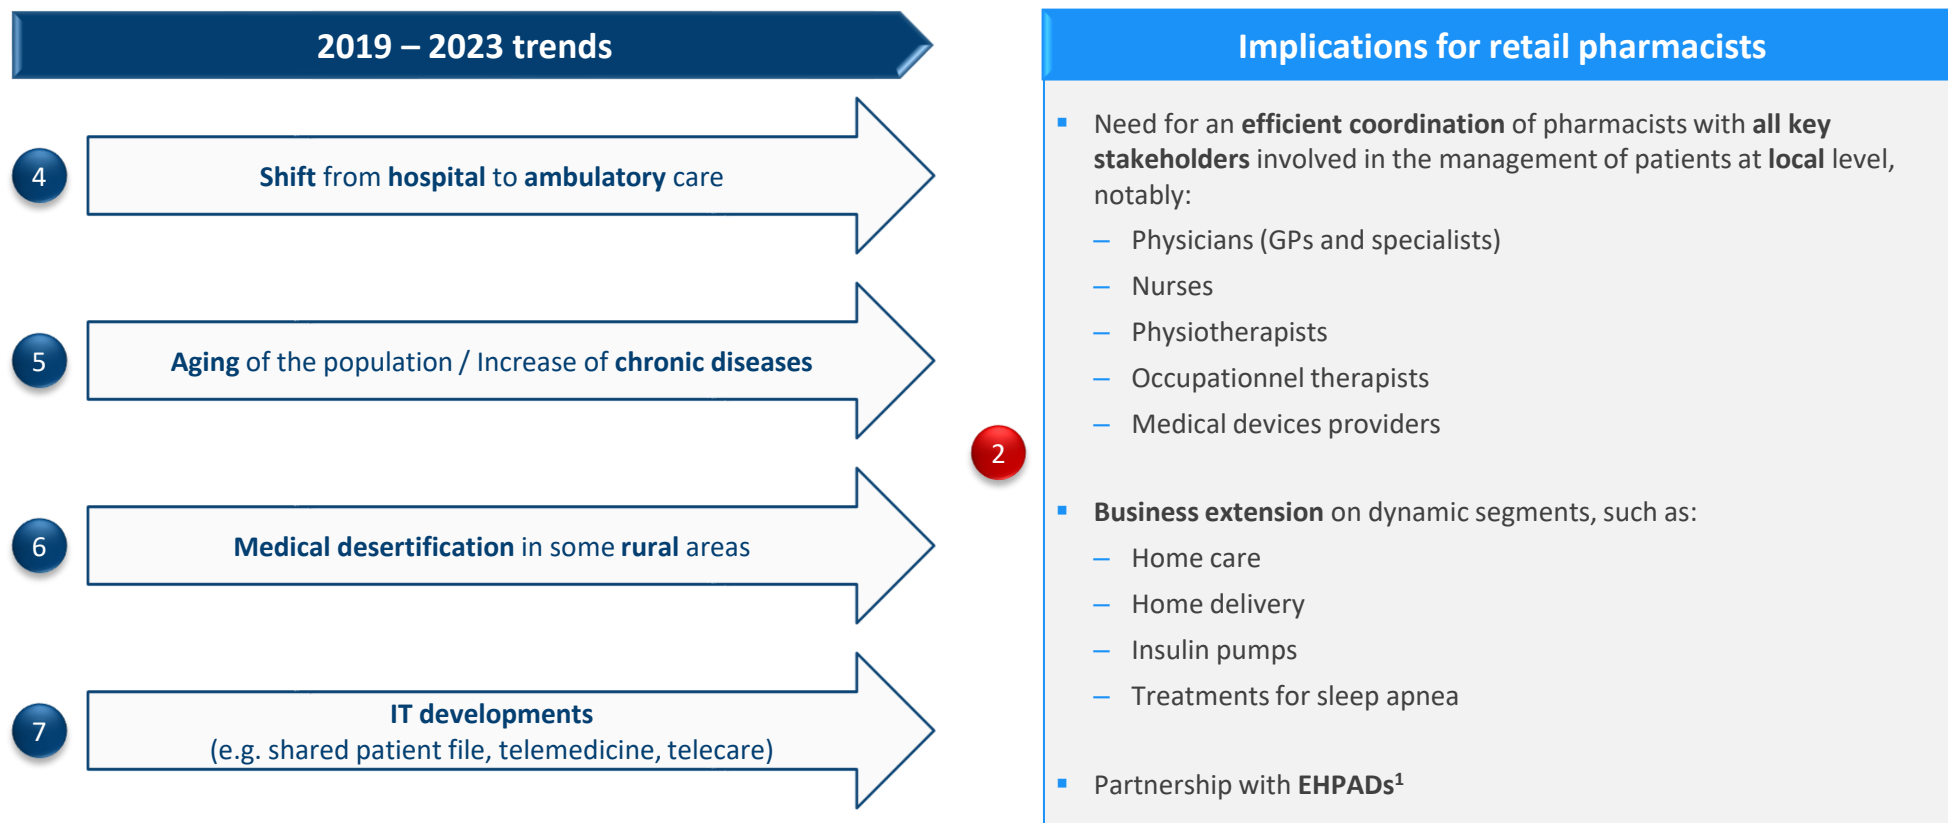 2019 – 2023 trends
4
Shift from hospital to ambulatory care
5
Aging of the population / Increase of chronic diseases
6
Medical desertification in some rural areas
7
IT developments
(e.g. shared patient file, telemedicine, telecare)
2
Implications for retail pharmacists
▪ Need for an efficient coordination of pharmacists with all key
stakeholders involved in the management of patients at local level,
notably:
– Physicians (GPs and specialists)
– Nurses
– Physiotherapists
– Occupationnel therapists
– Medical devices providers
▪ Business extension on dynamic segments, such as:
– Home care
– Home delivery
– Insulin pumps
– Treatments for sleep apnea
▪ Partnership with EHPADs¹